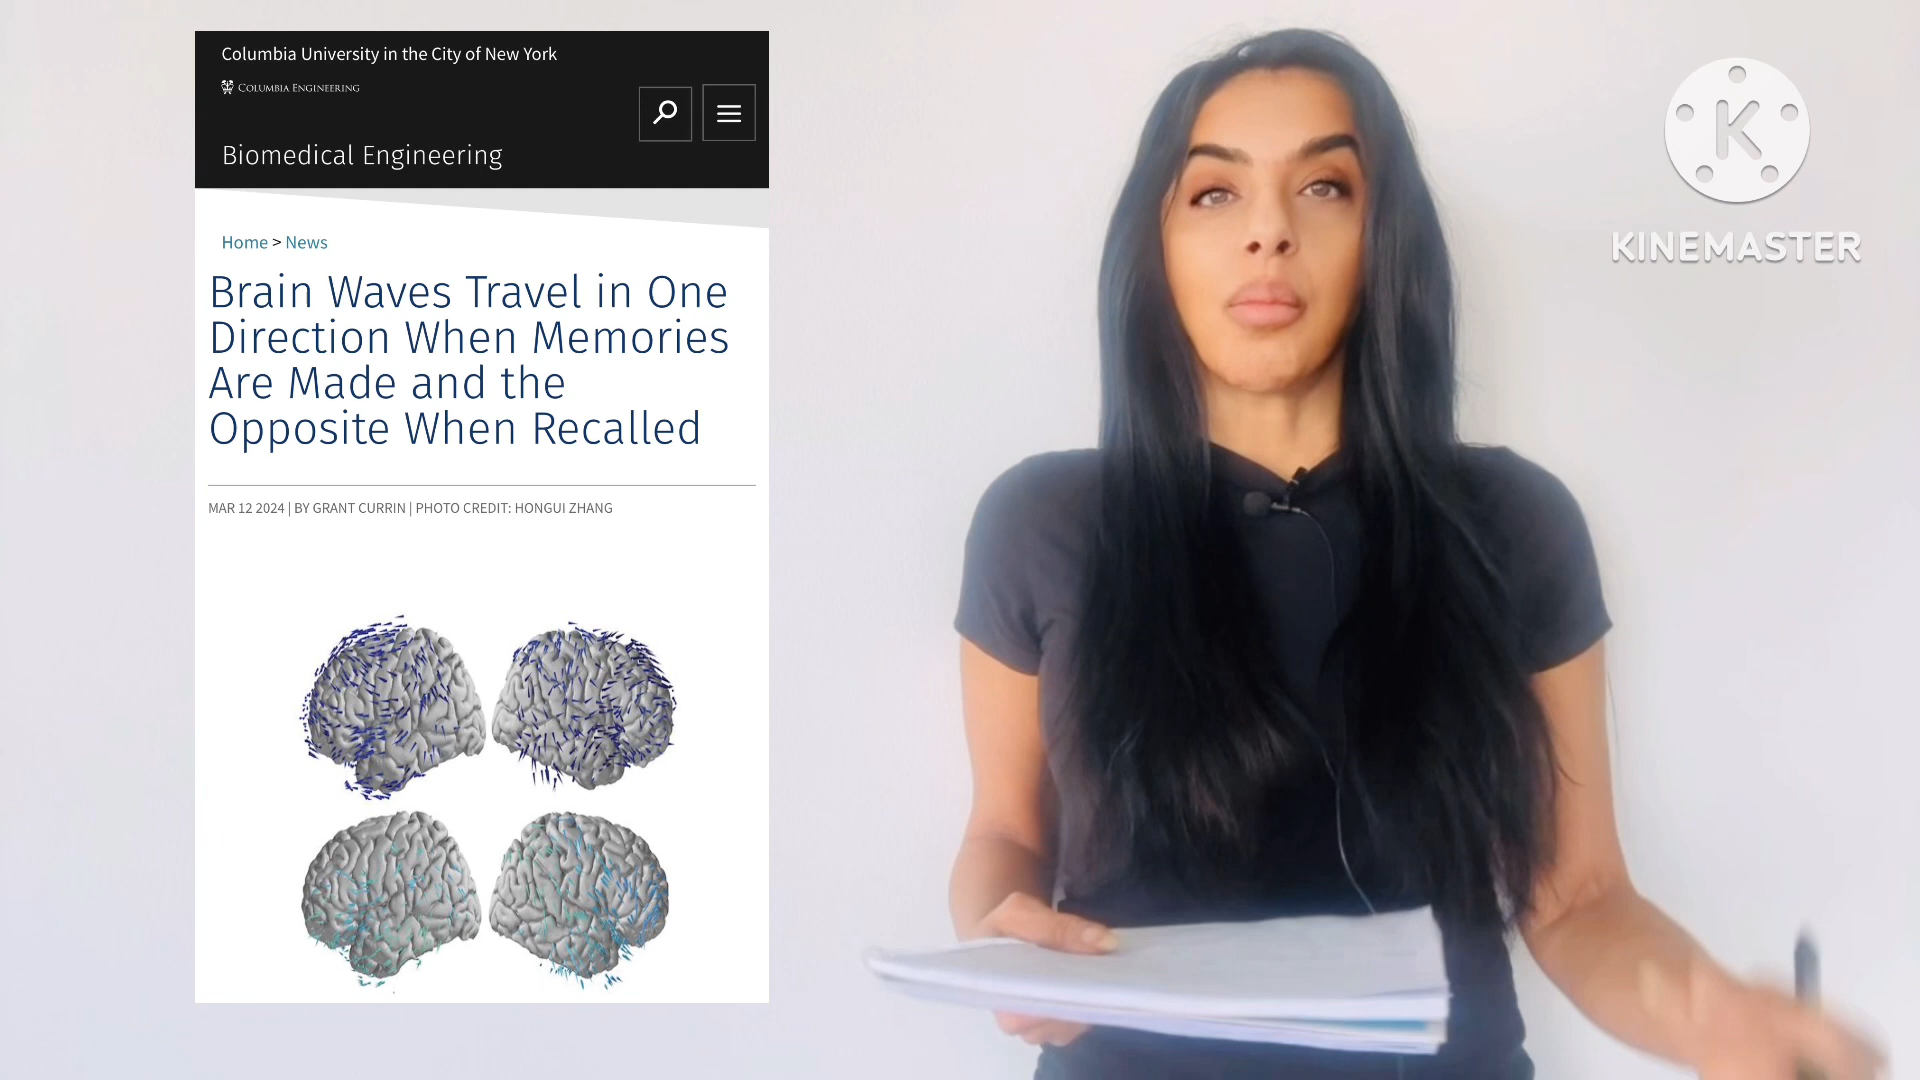 Columbia University in the City of New York
COLUMBIA ENGINEERING
Biomedical Engineering
Home > News
Brain Waves Travel in One
Direction When Memories
Are Made and the
Opposite When Recalled
MAR 12 2024 | BY GRANT CURRIN | PHOTO CREDIT: HONGUI ZHANG
K
KINEMASTER